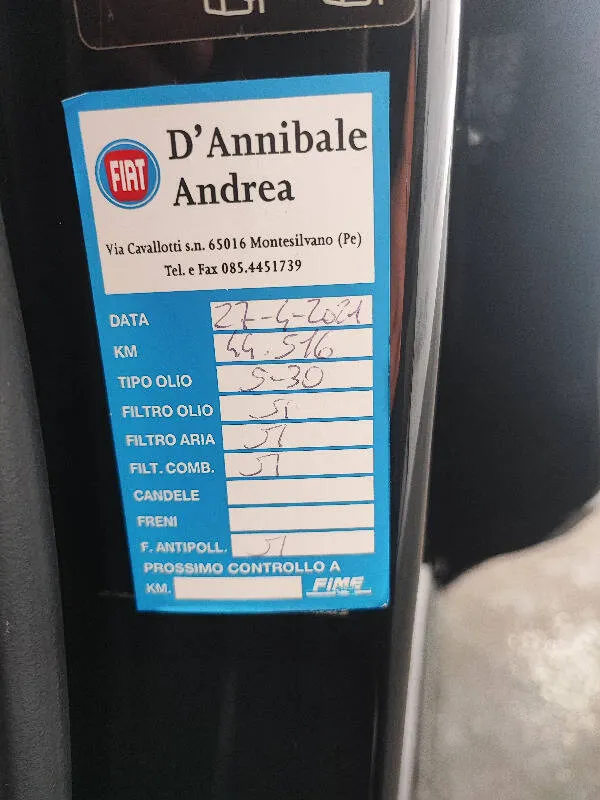 FIAT
D'Annibale
Andrea
Via Cavallotti s.n. 65016 Montesilvano (Pe)
Tel. e Fax 085.4451739
DATA 27-4-2021
KM 44.516
TIPO OLIO 5-30
FILTRO OLIO SI
FILTRO ARIA SI
FILT. COMB. SI
CANDELE
FRENI
F. ANTIPOLL. SI
PROSSIMO CONTROLLO A
KM. FIME